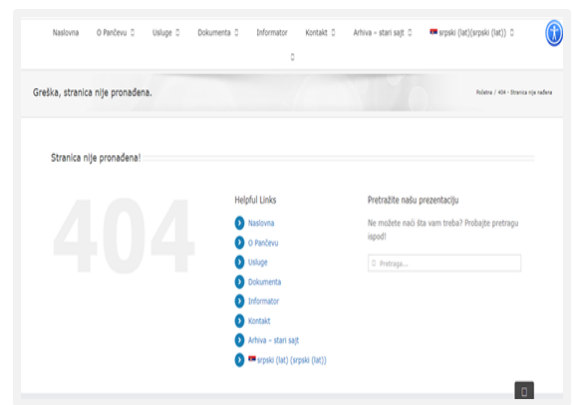 Naslovna O Pančevu Usluge Dokumenta Informator Kontakt Arhiva – stari sajt srpski (lat)(srpski (lat))
Greška, stranica nije pronađena.
Početna / 404 - Stranica nije nađena
Stranica nije pronađena!
404
Helpful Links
Naslovna
O Pančevu
Usluge
Dokumenta
Informator
Kontakt
Arhiva – stari sajt
srpski (lat) (srpski (lat))
Pretražite našu prezentaciju
Ne možete naći šta vam treba? Probajte pretragu
ispod!
Pretraga...